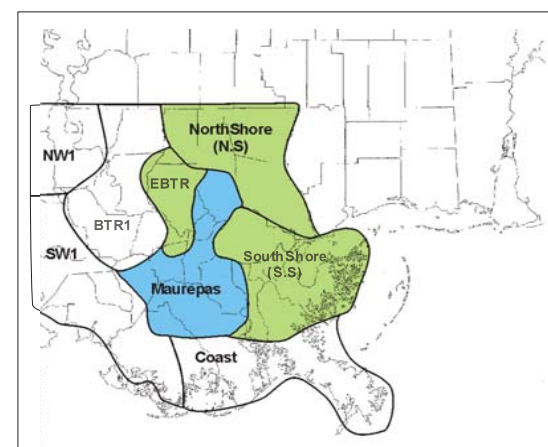 NorthShore
(N.S)
NW1
EBTR
BTR1
SW1
SouthShore
(S.S)
Maurepas
Coast